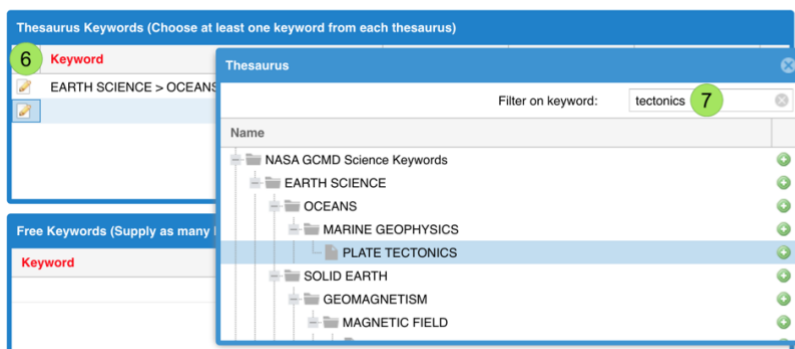 Thesaurus Keywords (Choose at least one keyword from each thesaurus)
6
Keyword
EARTH SCIENCE > OCEANS
Thesaurus
Filter on keyword:
tectonics
7
Name
NASA GCMD Science Keywords
EARTH SCIENCE
OCEANS
MARINE GEOPHYSICS
PLATE TECTONICS
SOLID EARTH
GEOMAGNETISM
MAGNETIC FIELD
Free Keywords (Supply as many
Keyword